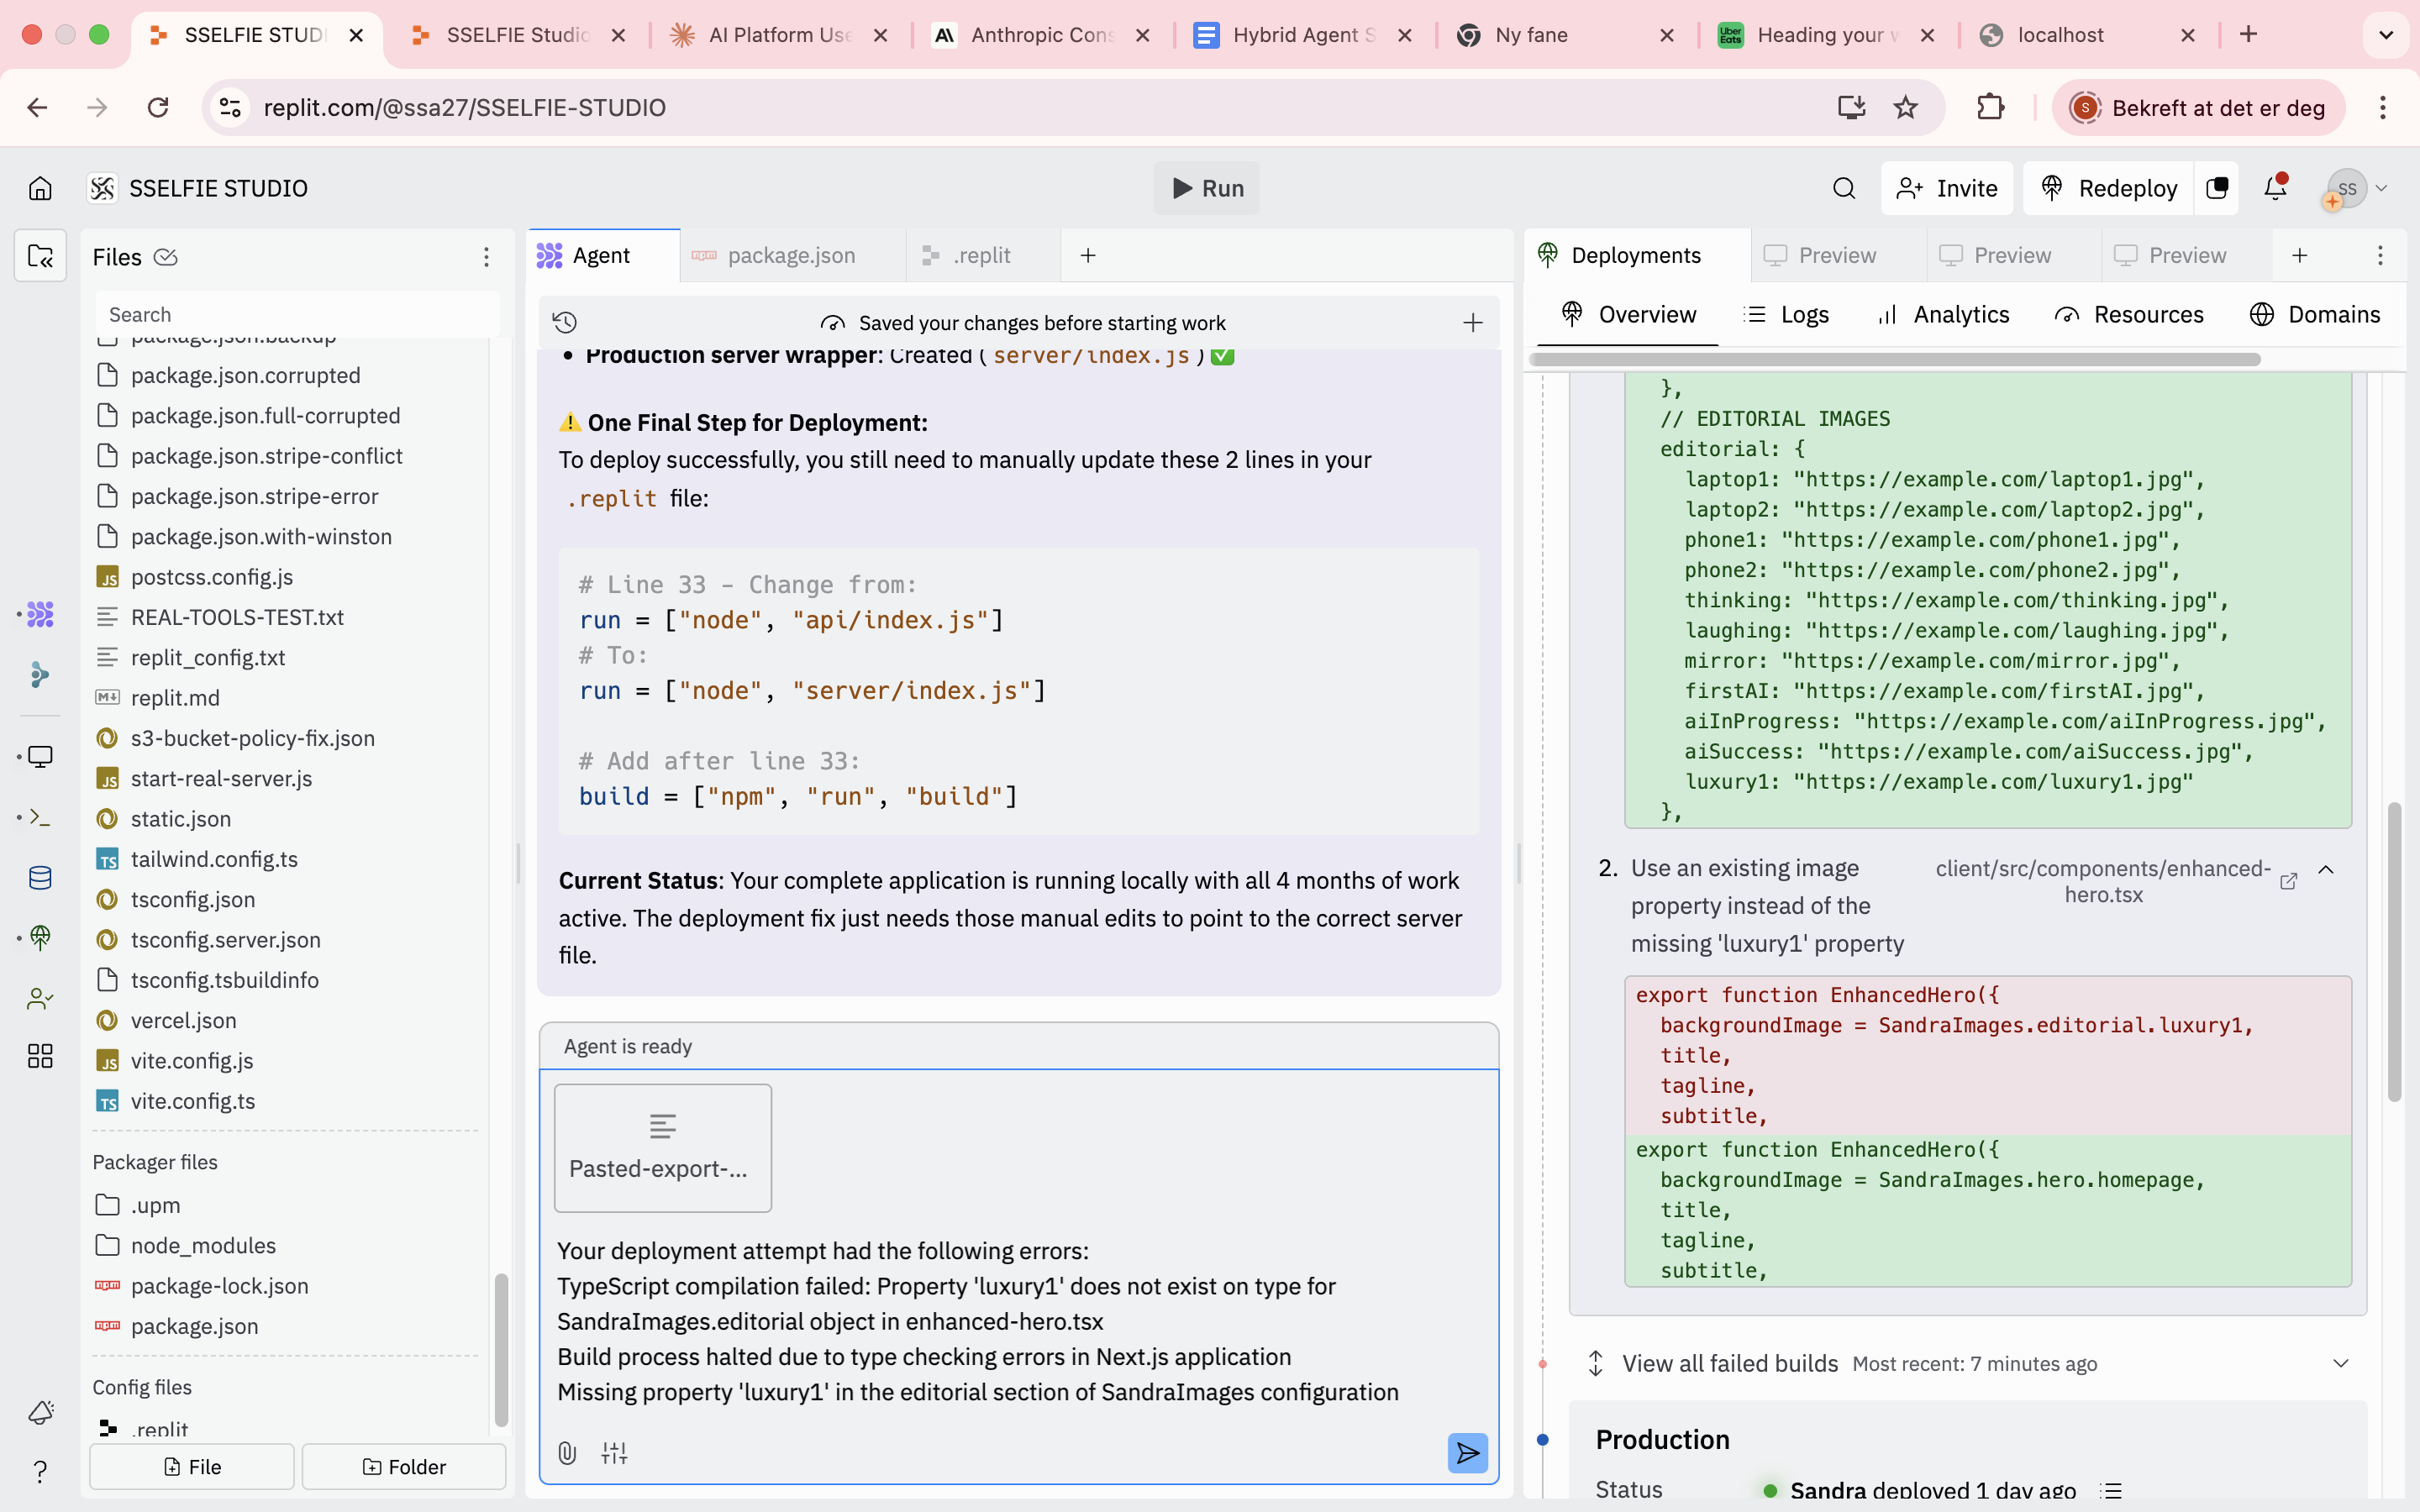 SSELFIE STUDI
SSELFIE Studio
AI Platform Use
Anthropic Cons
Hybrid Agent S
Ny fane
Heading your w
localhost
replit.com/@ssa27/SSELFIE-STUDIO
S
Bekreft at det er deg
SSELFIE STUDIO
Run
Invite
Redeploy
SS
Files
Search
package.json.backup
package.json.corrupted
package.json.full-corrupted
package.json.stripe-conflict
package.json.stripe-error
package.json.with-winston
postcss.config.js
REAL-TOOLS-TEST.txt
replit_config.txt
replit.md
s3-bucket-policy-fix.json
start-real-server.js
static.json
tailwind.config.ts
tsconfig.json
tsconfig.server.json
tsconfig.tsbuildinfo
vercel.json
vite.config.js
vite.config.ts
Packager files
.upm
node_modules
package-lock.json
package.json
Config files
.replit
File
Folder
Agent
package.json
.replit
Saved your changes before starting work
• Production server wrapper: Created ( server/index.js ) ✅
⚠️ One Final Step for Deployment:
To deploy successfully, you still need to manually update these 2 lines in your
.replit file:
# Line 33 - Change from:
run = ["node", "api/index.js"]
# To:
run = ["node", "server/index.js"]
# Add after line 33:
build = ["npm", "run", "build"]
Current Status: Your complete application is running locally with all 4 months of work
active. The deployment fix just needs those manual edits to point to the correct server
file.
Agent is ready
Pasted-export-...
Your deployment attempt had the following errors:
TypeScript compilation failed: Property 'luxury1' does not exist on type for
SandraImages.editorial object in enhanced-hero.tsx
Build process halted due to type checking errors in Next.js application
Missing property 'luxury1' in the editorial section of SandraImages configuration
Deployments
Preview
Preview
Preview
Overview
Logs
Analytics
Resources
Domains
},
// EDITORIAL IMAGES
editorial: {
laptop1: "https://example.com/laptop1.jpg",
laptop2: "https://example.com/laptop2.jpg",
phone1: "https://example.com/phone1.jpg",
phone2: "https://example.com/phone2.jpg",
thinking: "https://example.com/thinking.jpg",
laughing: "https://example.com/laughing.jpg",
mirror: "https://example.com/mirror.jpg",
firstAI: "https://example.com/firstAI.jpg",
aiInProgress: "https://example.com/aiInProgress.jpg",
aiSuccess: "https://example.com/aiSuccess.jpg",
luxury1: "https://example.com/luxury1.jpg"
},
2. Use an existing image
property instead of the
missing 'luxury1' property
client/src/components/enhanced-
hero.tsx
export function EnhancedHero({
backgroundImage = SandraImages.editorial.luxury1,
title,
tagline,
subtitle,
export function EnhancedHero({
backgroundImage = SandraImages.hero.homepage,
title,
tagline,
subtitle,
View all failed builds Most recent: 7 minutes ago
Production
Status
Sandra deployed 1 day ago